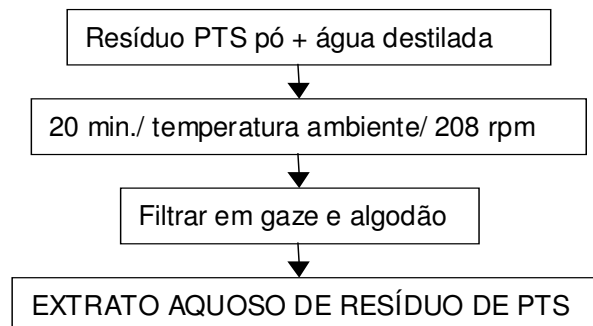 Resíduo PTS pó + água destilada
20 min./ temperatura ambiente/ 208 rpm
Filtrar em gaze e algodão
EXTRATO AQUOSO DE RESÍDUO DE PTS